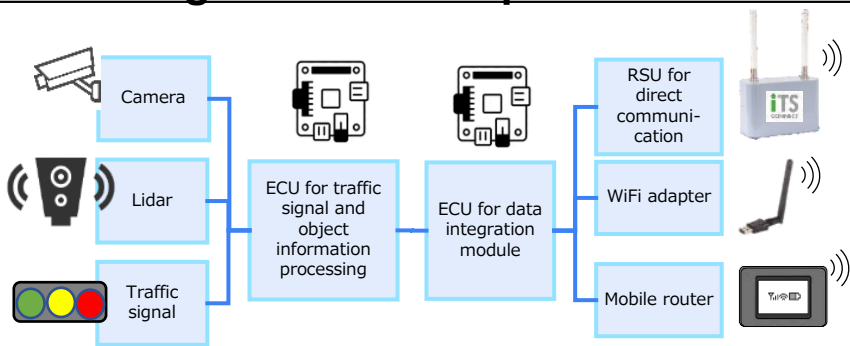 Camera
Lidar
Traffic
signal
ECU for traffic
signal and
object
information
processing
ECU for data
integration
module
RSU for
direct
communi-
cation
WiFi adapter
Mobile router
iTS
CONNECT